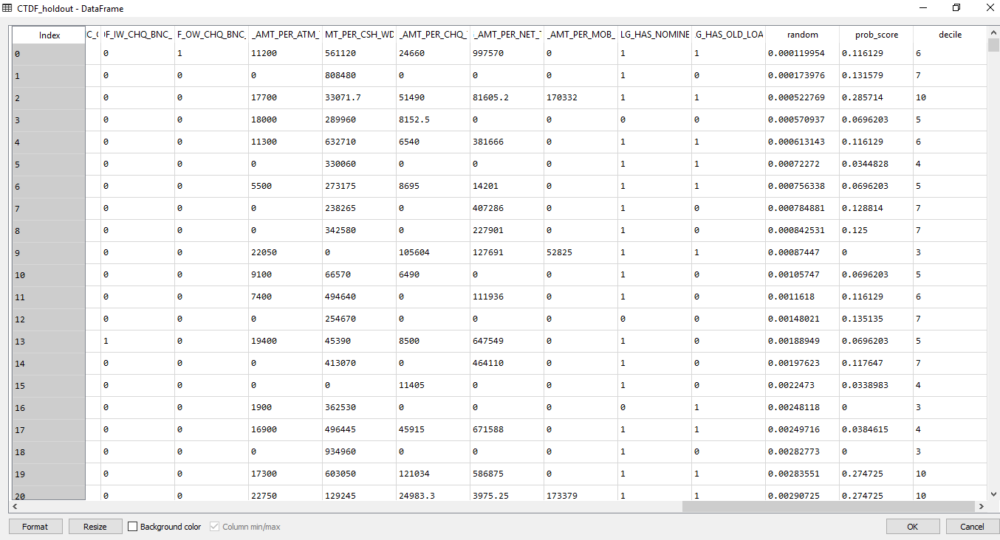 CTDF_holdout - DataFrame
Index C_C DF_IW_CHQ_BNC_ F_OW_CHQ_BNC_ _AMT_PER_ATM_ MT_PER_CSH_WD _AMT_PER_CHQ_ _AMT_PER_NET_T _AMT_PER_MOB_ LG_HAS_NOMINE .G_HAS_OLD_LOA random prob_score decile
0 0 1 11200 561120 24660 997570 0 1 1 0.000119954 0.116129 6
1 0 0 0 808480 0 0 0 1 0 0.000173976 0.131579 7
2 0 0 17700 33071.7 51490 81605.2 170332 1 1 0.000522769 0.285714 10
3 0 0 18000 289960 8152.5 0 0 0 0 0.000570937 0.0696203 5
4 0 0 11300 632710 6540 381666 0 1 1 0.000613143 0.116129 6
5 0 0 0 330060 0 0 0 1 1 0.00072272 0.0344828 4
6 0 0 5500 273175 8695 14201 0 1 1 0.000756338 0.0696203 5
7 0 0 0 238265 0 407286 0 1 0 0.000784881 0.128814 7
8 0 0 0 342580 0 227901 0 1 0 0.000842531 0.125 7
9 0 0 22050 0 105604 127691 52825 1 1 0.00087447 0 3
10 0 0 9100 66570 6490 0 0 1 0 0.00105747 0.0696203 5
11 0 0 7400 494640 0 111936 0 1 0 0.0011618 0.116129 6
12 0 0 0 254670 0 0 0 0 0 0.00148021 0.135135 7
13 1 0 19400 45390 8500 647549 0 1 0 0.00188949 0.0696203 5
14 0 0 0 413070 0 464110 0 1 0 0.00197623 0.117647 7
15 0 0 0 0 11405 0 0 1 0 0.0022473 0.0338983 4
16 0 0 1900 362530 0 0 0 0 1 0.00248118 0 3
17 0 0 16900 496445 45915 671588 0 1 1 0.00249716 0.0384615 4
18 0 0 0 934960 0 0 0 1 0 0.00282773 0 3
19 0 0 17300 603050 121034 586875 0 1 1 0.00283551 0.274725 10
20 0 0 22750 129245 24983.3 3975.25 173379 1 1 0.00290725 0.274725 10
Format Resize Background color Column min/max OK Cancel